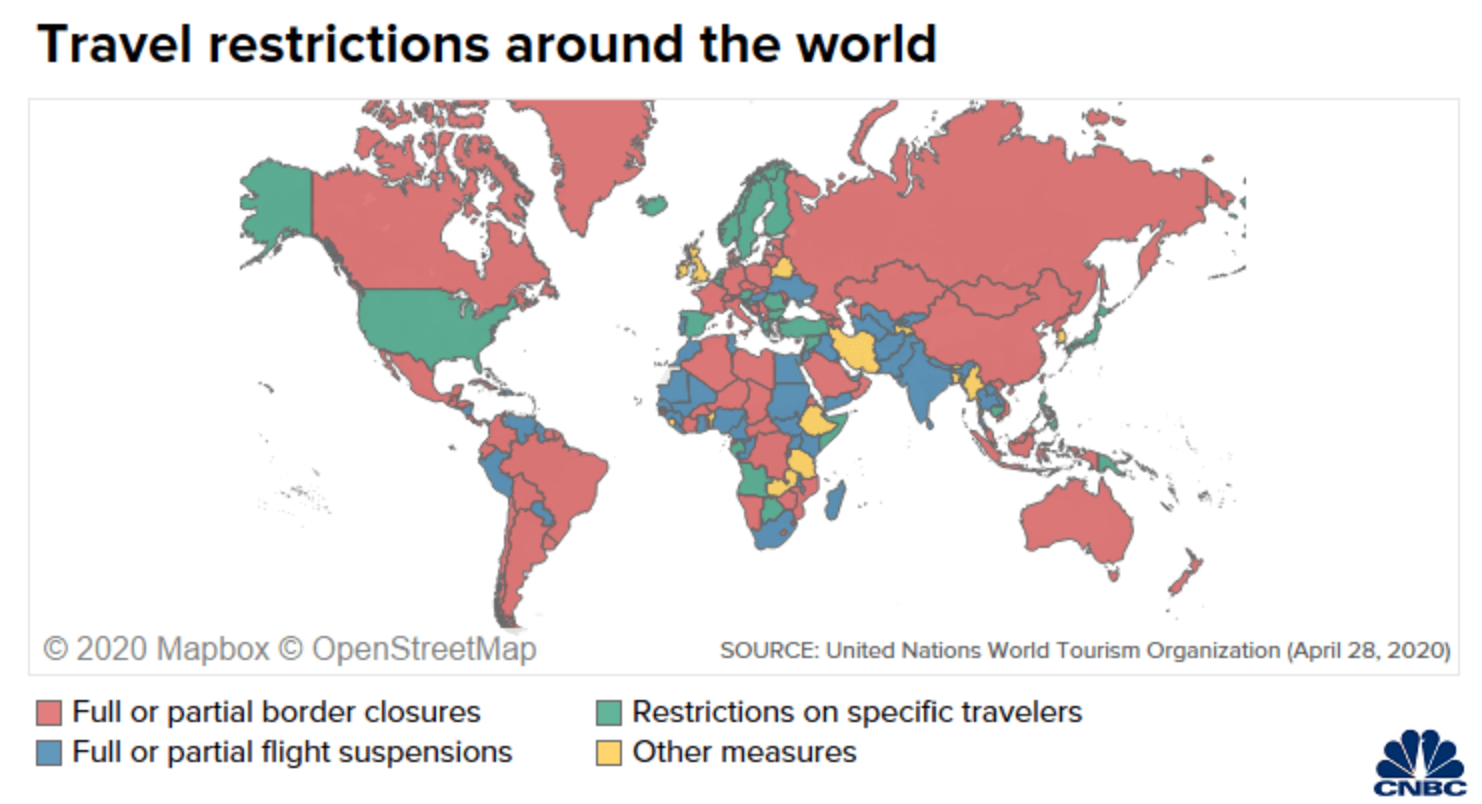 Travel restrictions around the world
© 2020 Mapbox © OpenStreetMap
SOURCE: United Nations World Tourism Organization (April 28, 2020)
Full or partial border closures
Restrictions on specific travelers
Full or partial flight suspensions
Other measures
CNBC